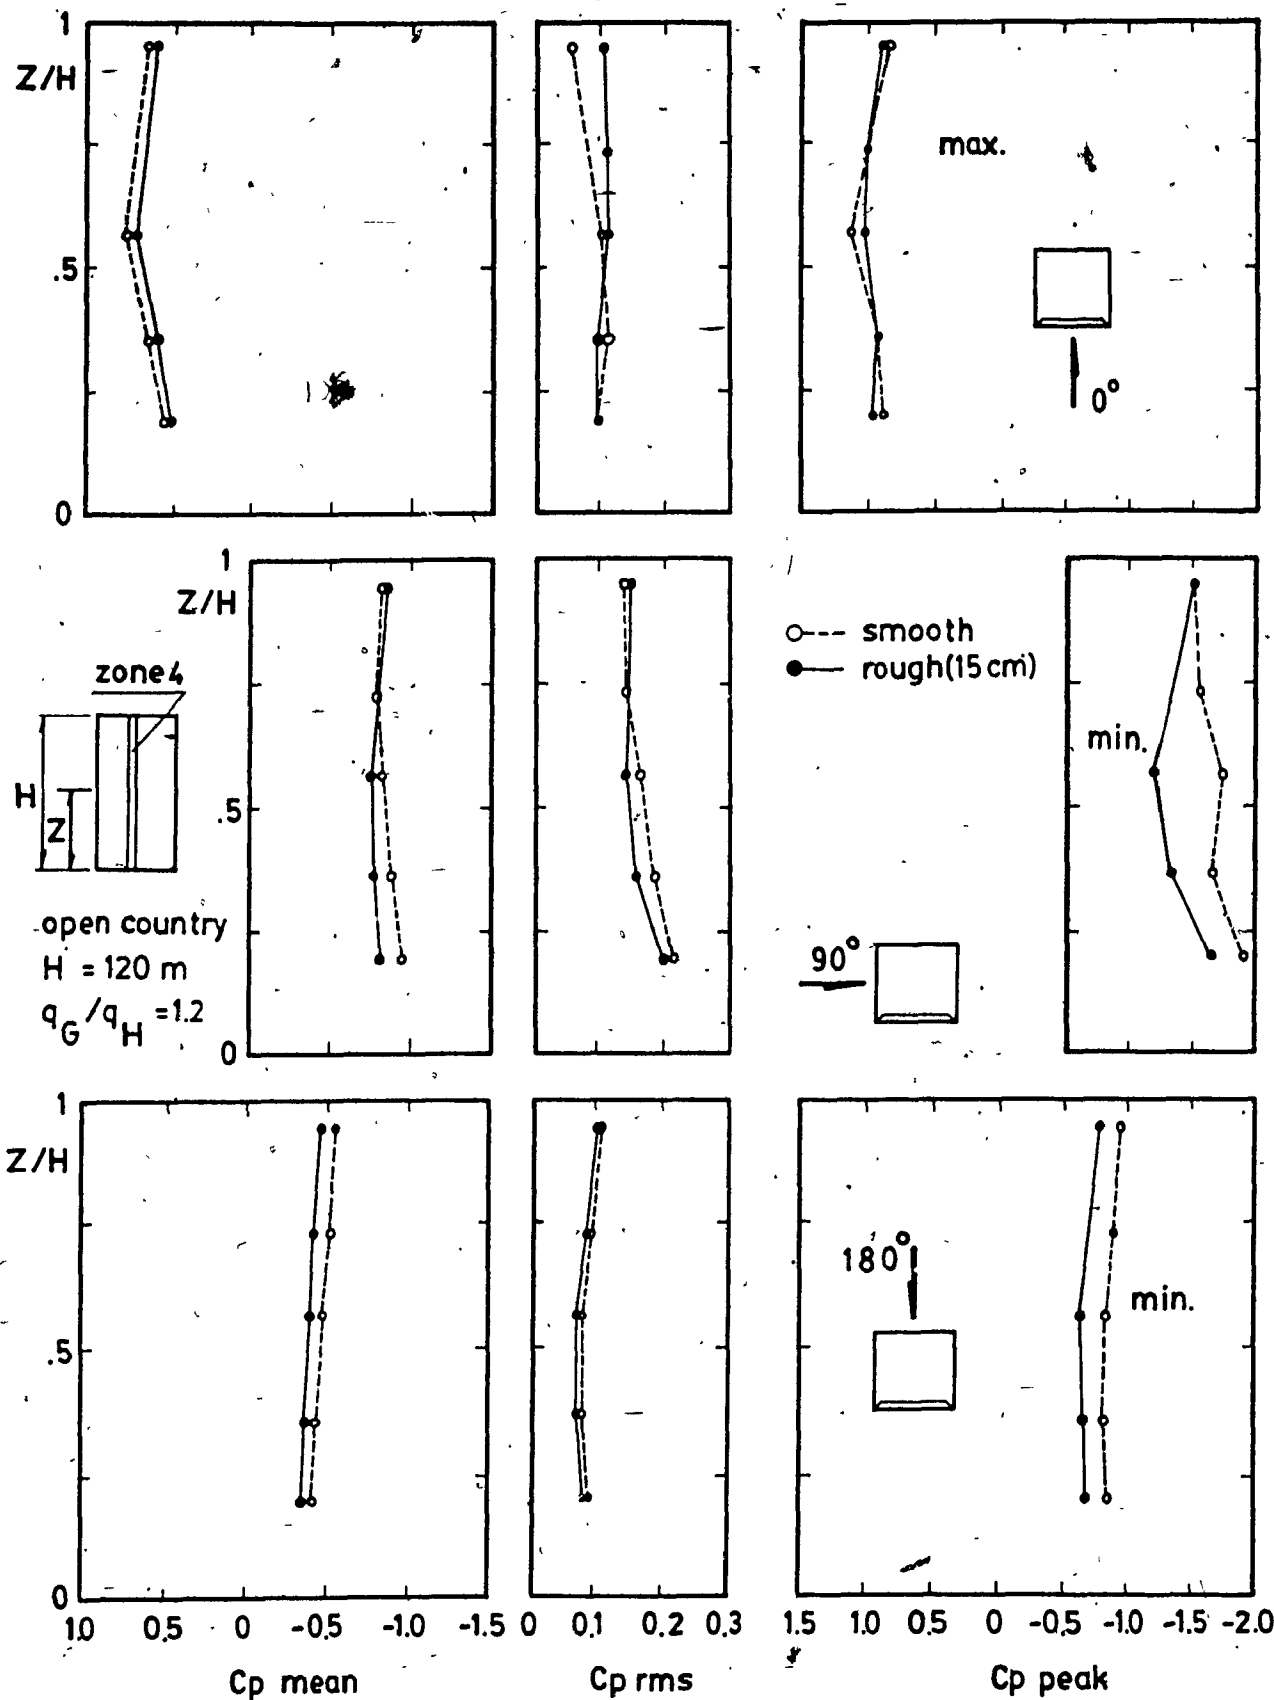 1
Z/H
.5
0
max.
0°
1
Z/H
.5
0
zone 4
H
Z
open country
H = 120 m
qG/qH = 1.2
smooth
rough(15 cm)
min.
90°
1
Z/H
.5
0
180°
min.
1.0 0.5 0 -0.5 -1.0 -1.5
0 0.1 0.2 0.3
1.5 1.0 0.5 0 -0.5 -1.0 -1.5 -2.0
Cp mean
Cp rms
Cp peak